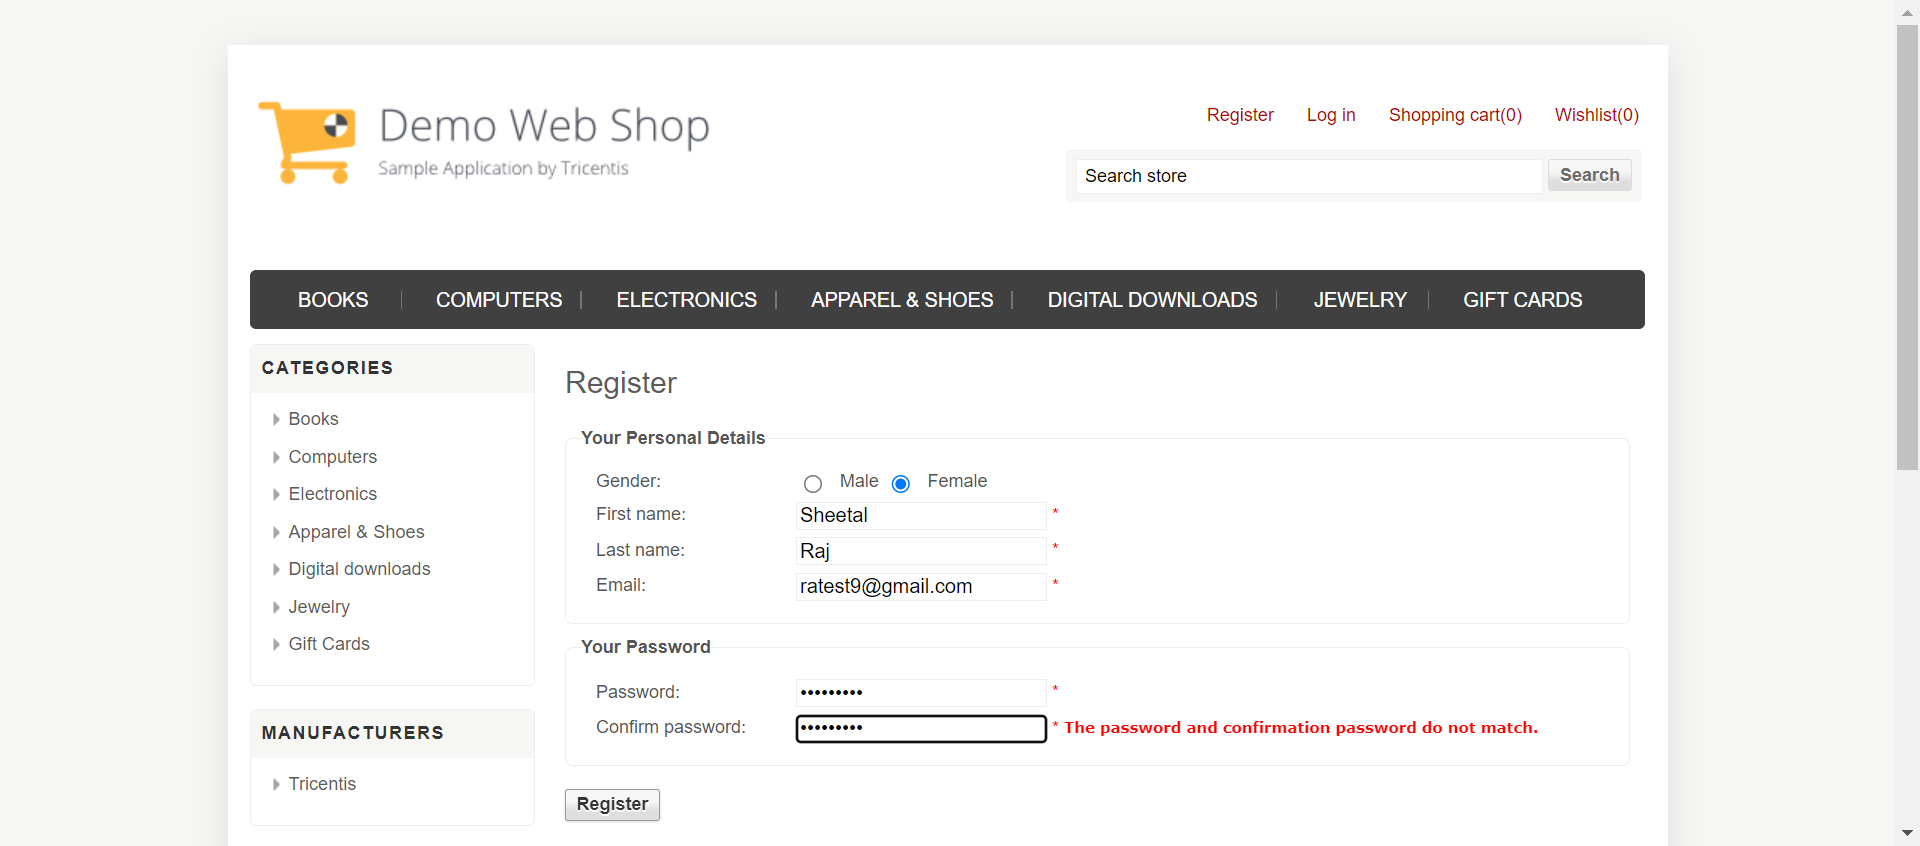 Demo Web Shop
Sample Application by Tricentis
Register Log in Shopping cart(0) Wishlist(0)
Search store Search
BOOKS COMPUTERS ELECTRONICS APPAREL & SHOES DIGITAL DOWNLOADS JEWELRY GIFT CARDS
CATEGORIES
Books
Computers
Electronics
Apparel & Shoes
Digital downloads
Jewelry
Gift Cards
MANUFACTURERS
Tricentis
Register
Your Personal Details
Gender: Male Female
First name: Sheetal *
Last name: Raj *
Email: ratest9@gmail.com *
Your Password
Password: ••••••••• *
Confirm password: ••••••••• * The password and confirmation password do not match.
Register